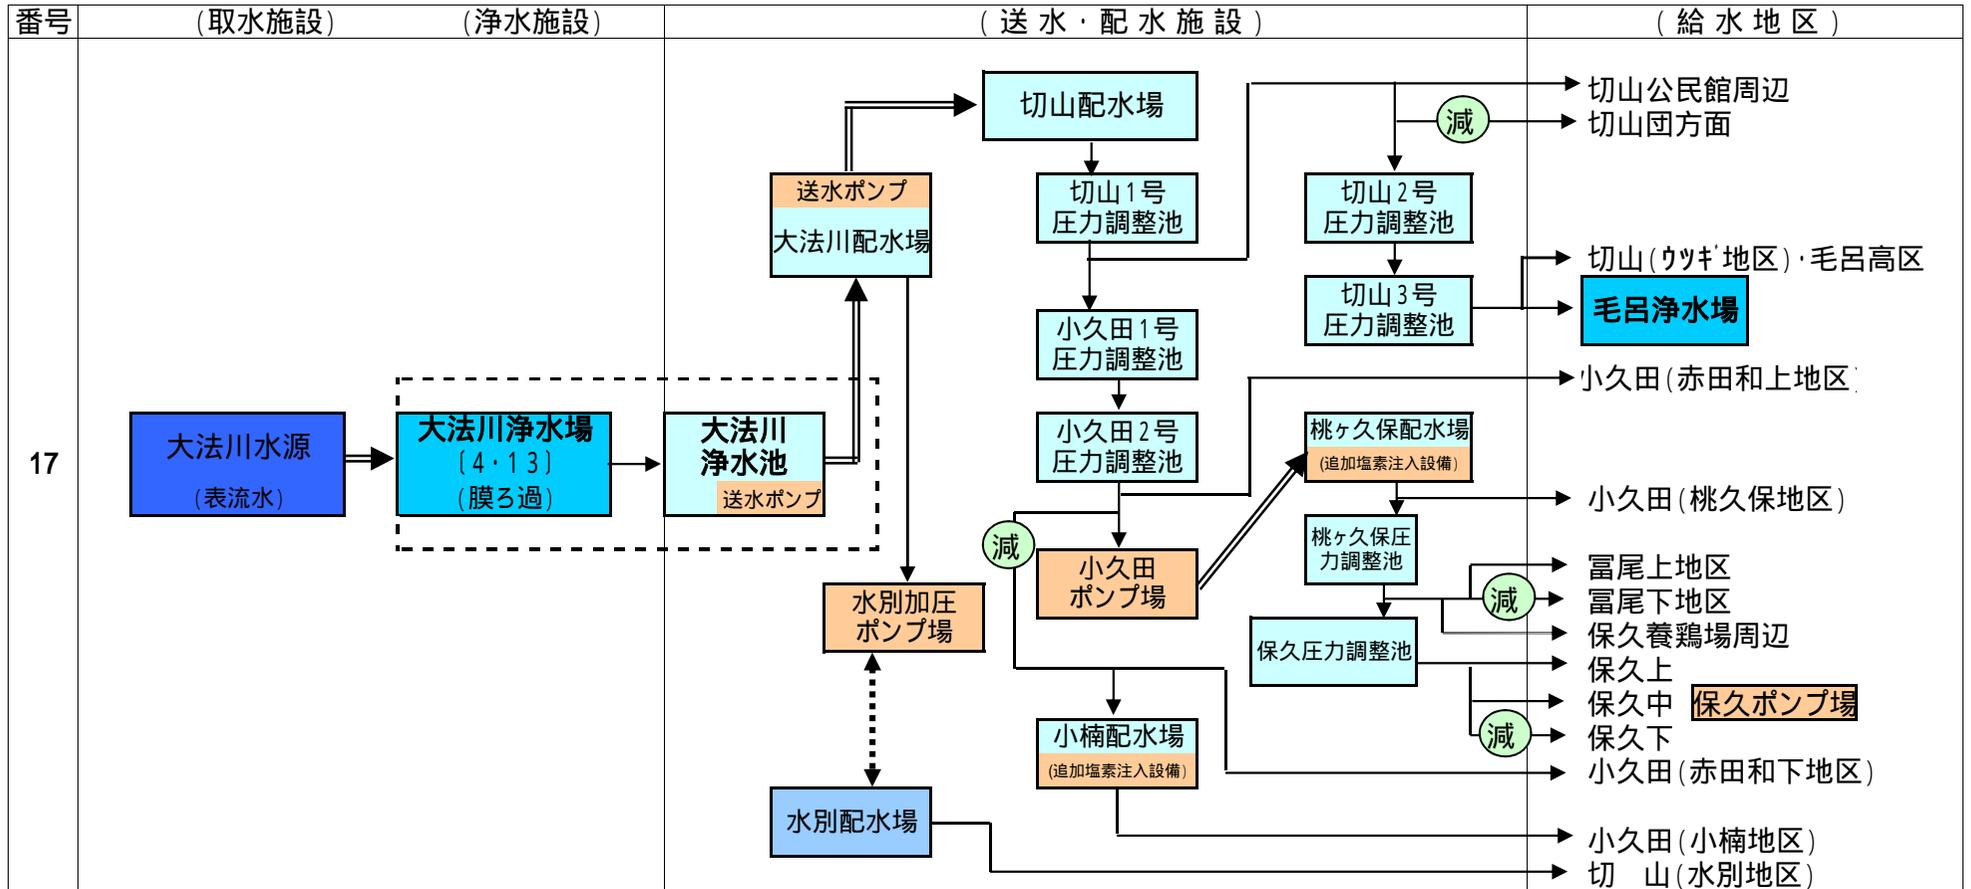 番号
(取水施設)
(浄水施設)
(送水・配水施設)
(給水地区)
17
大法川水源
(表流水)
大法川浄水場
〔4・13〕
(膜ろ過)
大法川
浄水池
送水ポンプ
送水ポンプ
大法川配水場
水別加圧
ポンプ場
水別配水場
切山配水場
切山1号
圧力調整池
小久田1号
圧力調整池
小久田2号
圧力調整池
減
小久田
ポンプ場
小楠配水場
(追加塩素注入設備)
減
切山2号
圧力調整池
切山3号
圧力調整池
桃ヶ久保配水場
(追加塩素注入設備)
桃ヶ久保圧
力調整池
減
保久圧力調整池
減
切山公民館周辺
切山団方面
切山(ウツギ地区)・毛呂高区
毛呂浄水場
小久田(赤田和上地区)
小久田(桃久保地区)
冨尾上地区
冨尾下地区
保久養鶏場周辺
保久上
保久中 保久ポンプ場
保久下
小久田(赤田和下地区)
小久田(小楠地区)
切 山(水別地区)